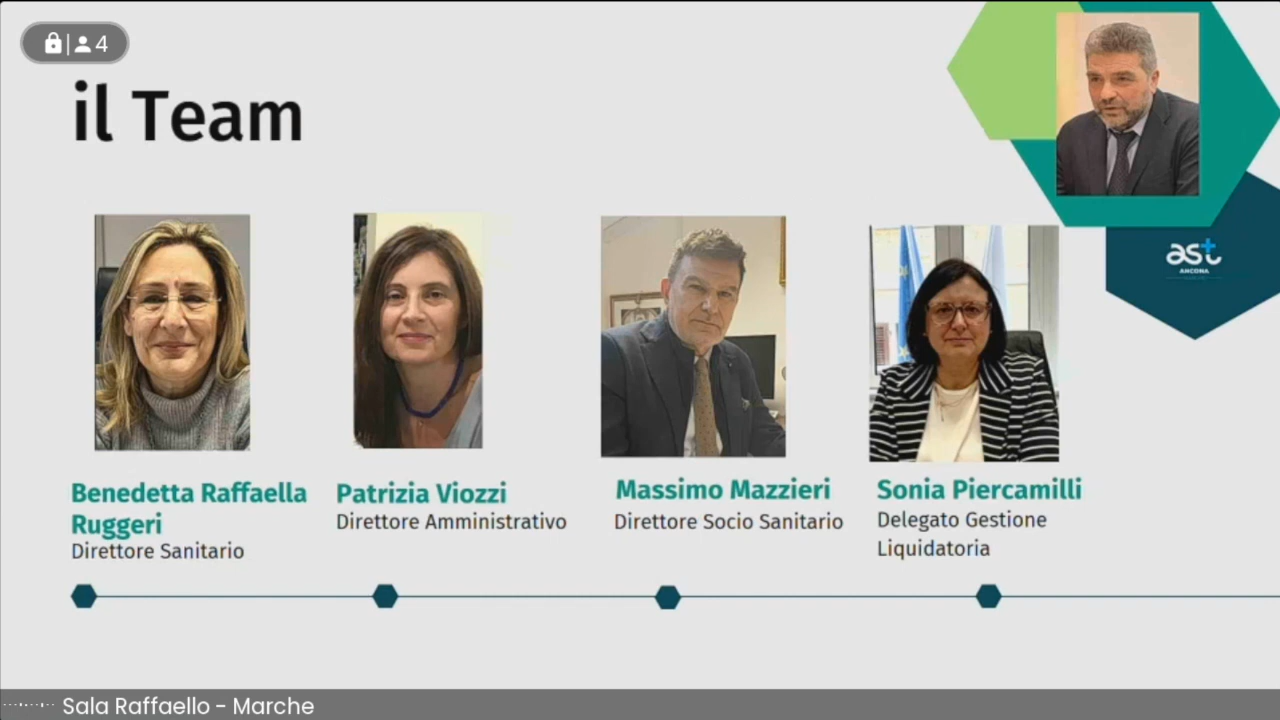 4
il Team
ast
ANCONA
Benedetta Raffaella
Ruggeri
Direttore Sanitario
Patrizia Viozzi
Direttore Amministrativo
Massimo Mazzieri
Direttore Socio Sanitario
Sonia Piercamilli
Delegato Gestione
Liquidatoria
Sala Raffaello - Marche